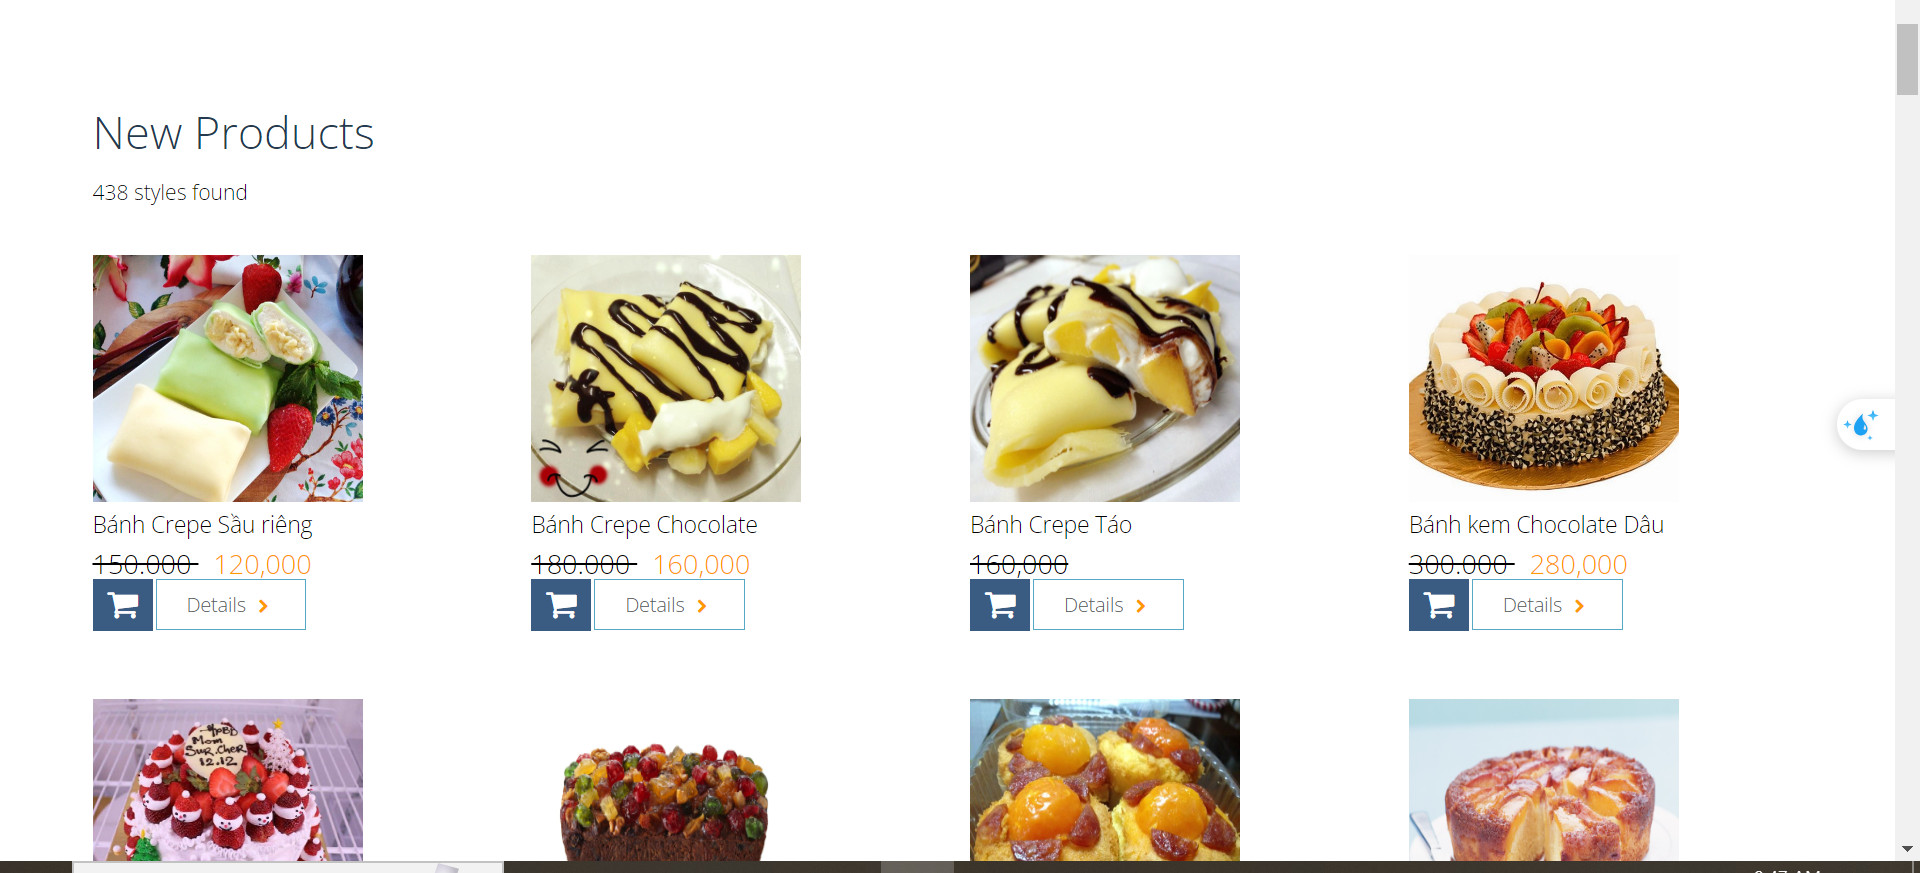 New Products
438 styles found
Bánh Crepe Sầu riêng
150.000 120,000
Details
Bánh Crepe Chocolate
180.000 160,000
Details
Bánh Crepe Táo
160,000
Details
Bánh kem Chocolate Dâu
300.000 280,000
Details
HPBD
Mom
Sur.Cher
12.12